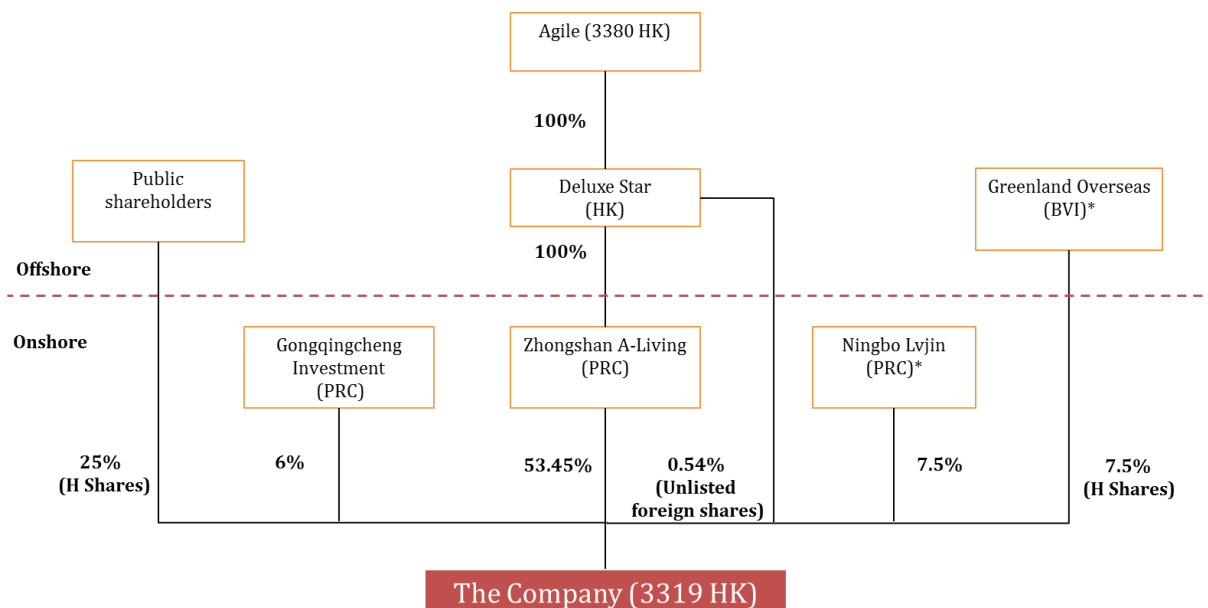 Agile (3380 HK)
100%
Public
shareholders
Deluxe Star
(HK)
Greenland Overseas
(BVI)*
100%
Offshore
Onshore
Gongqingcheng
Investment
(PRC)
Zhongshan A-Living
(PRC)
Ningbo Lvjin
(PRC)*
25%
(H Shares)
6%
53.45%
0.54%
(Unlisted
foreign shares)
7.5%
7.5%
(H Shares)
The Company (3319 HK)